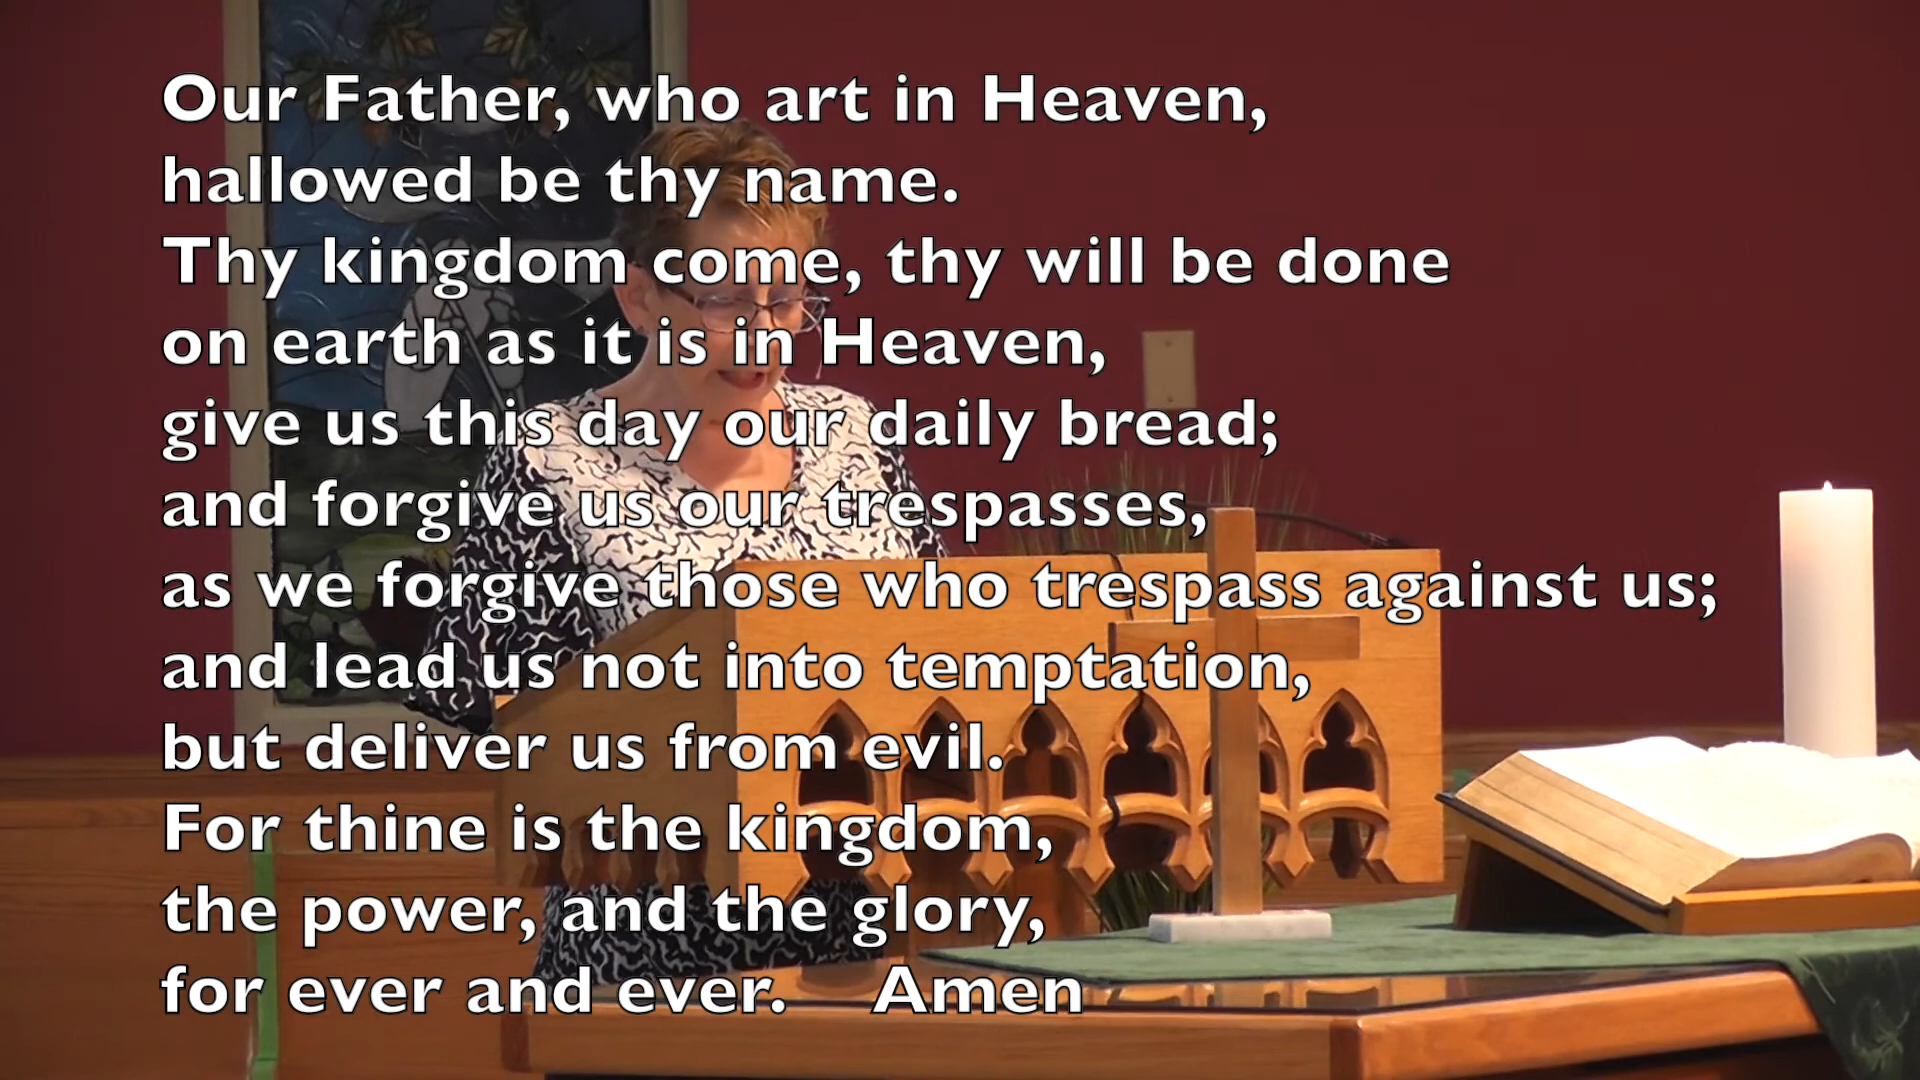 Our Father, who art in Heaven,
hallowed be thy name.
Thy kingdom come, thy will be done
on earth as it is in Heaven,
give us this day our daily bread;
and forgive us our trespasses,
as we forgive those who trespass against us;
and lead us not into temptation,
but deliver us from evil.
For thine is the kingdom,
the power, and the glory,
for ever and ever. Amen